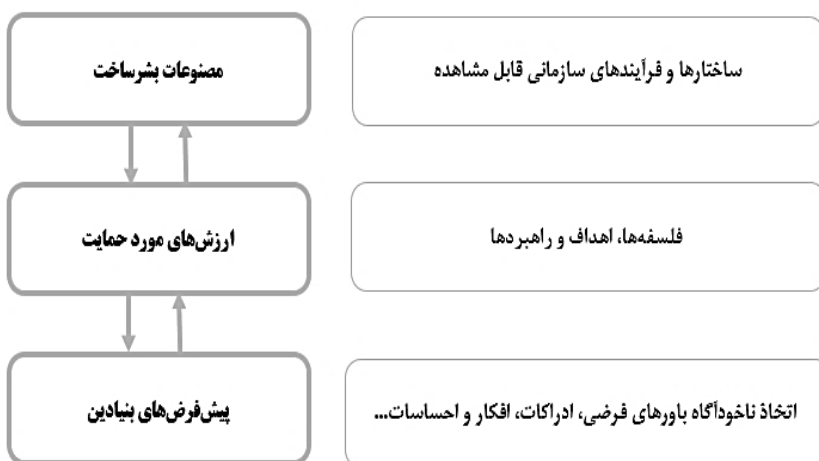 مصنوعات بشرساخت
ساختارها و فرآیندهای سازمانی قابل مشاهده
ارزش‌های مورد حمایت
فلسفه‌ها، اهداف و راهبردها
پیش‌فرض‌های بنیادین
اتخاذ ناخودآگاه باورهای فرضی، ادراکات، افکار و احساسات...